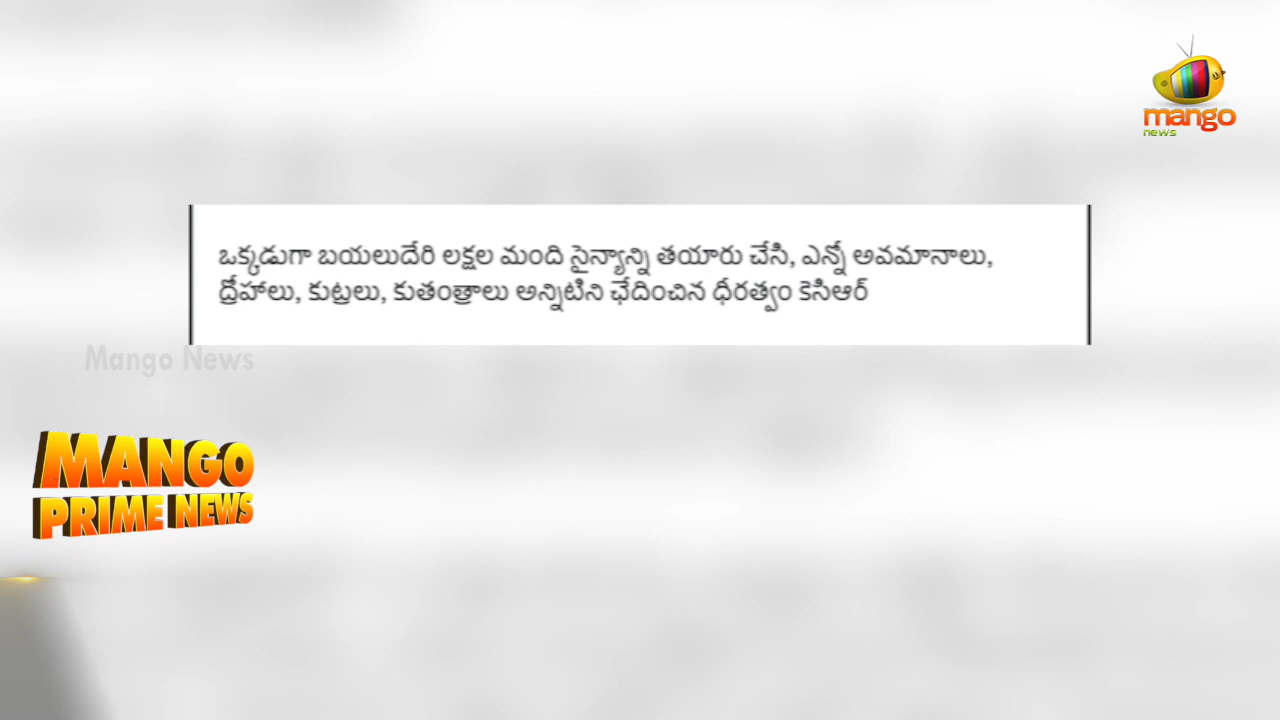 mango
news
ఒక్కడుగా బయలుదేరి లక్షల మంది సైన్యాన్ని తయారు చేసి, ఎన్నో అవమానాలు,
ద్రోహాలు, కుట్రలు, కుతంత్రాలు అన్నిటిని ఛేదించిన ధీరత్వం కెసిఆర్
Mango News
MANGO
PRIME NEWS